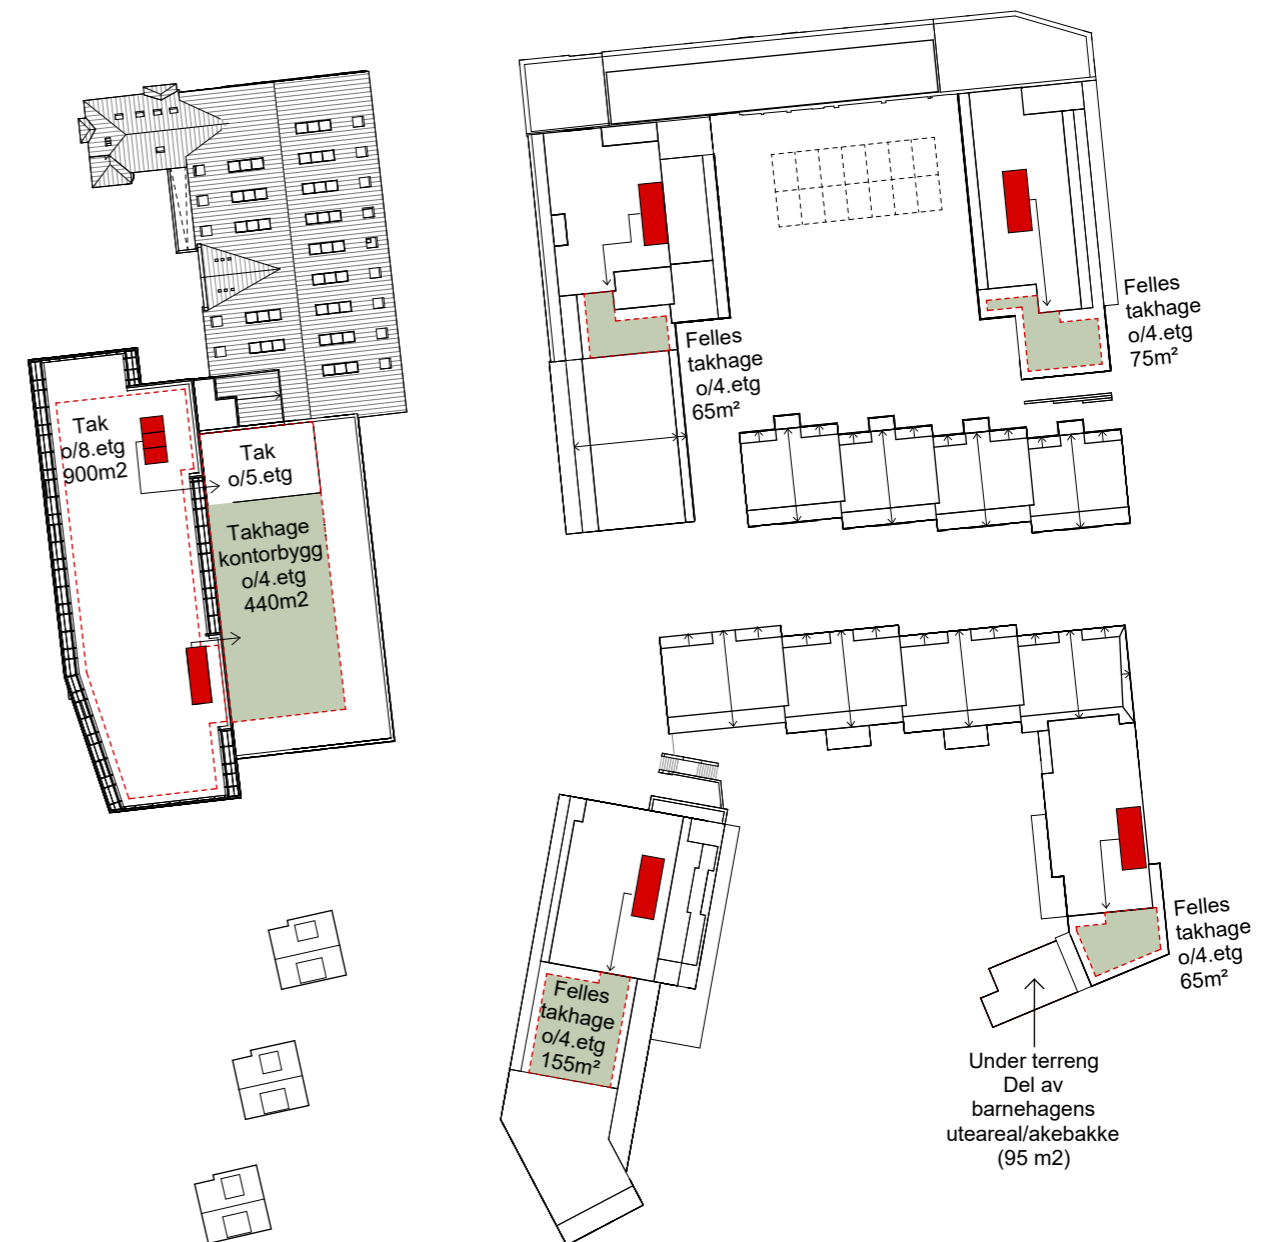 Felles
takhage
o/4.etg
75m²
Felles
takhage
o/4.etg
65m²
Tak
o/8.etg
900m2
Tak
o/5.etg
Takhage
kontorbygg
o/4.etg
440m2
Felles
takhage
o/4.etg
65m²
Felles
takhage
o/4.etg
155m²
Under terreng
Del av
barnehagens
uteareal/akebakke
(95 m2)